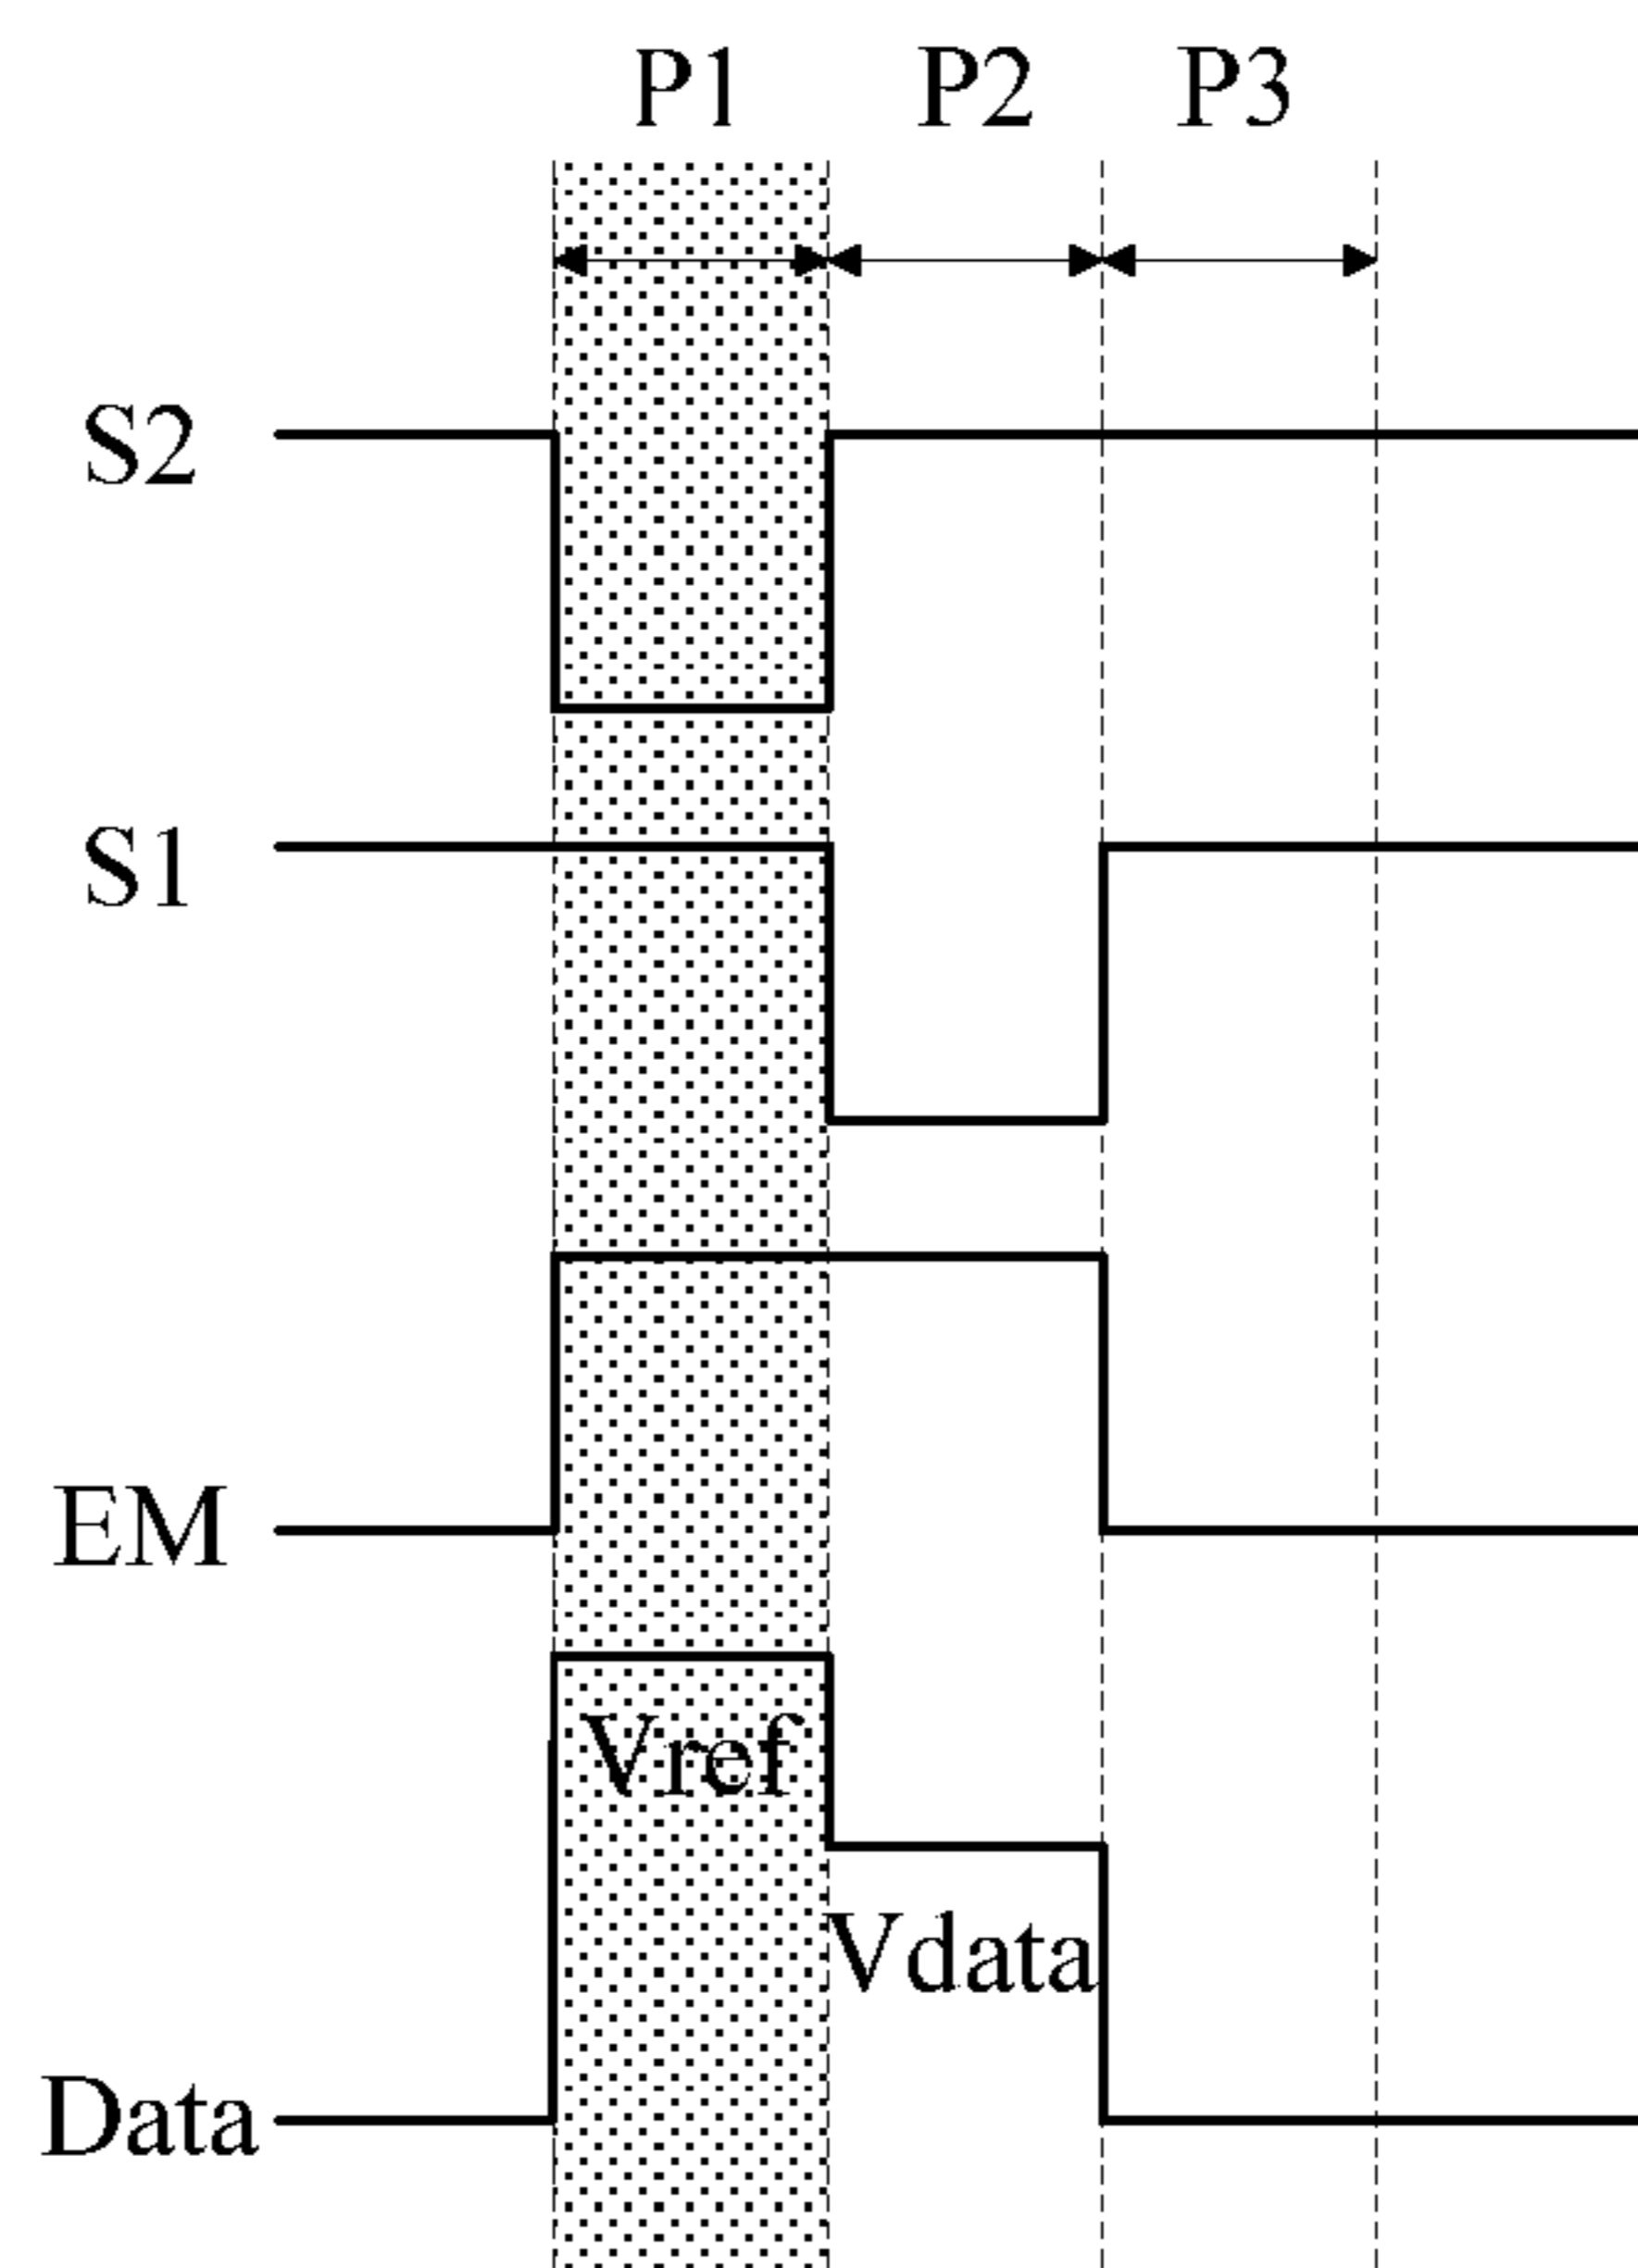 P1 P2 P3
S2
S1
EM
Vref
Vdata
Data